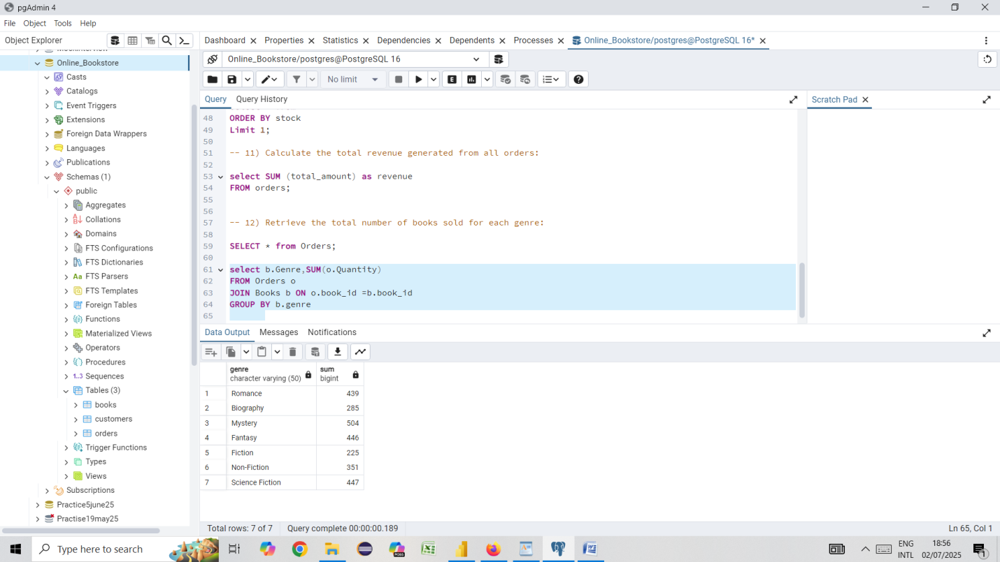 pgAdmin 4
File Object Tools Help
Object Explorer
Dashboard Properties Statistics Dependencies Dependents Processes Online_Bookstore/postgres@PostgreSQL 16*
Online_Bookstore/postgres@PostgreSQL 16
No limit
Query Query History
Scratch Pad
Online_Bookstore
Casts
Catalogs
Event Triggers
Extensions
Foreign Data Wrappers
Languages
Publications
Schemas (1)
public
Aggregates
Collations
Domains
FTS Configurations
FTS Dictionaries
FTS Parsers
FTS Templates
Foreign Tables
Functions
Materialized Views
Operators
Procedures
1..3 Sequences
Tables (3)
books
customers
orders
Trigger Functions
Types
Views
Subscriptions
Practice5june25
Practise19may25
48 ORDER BY stock
49 Limit 1;
50
51 -- 11) Calculate the total revenue generated from all orders:
52
53 select SUM (total_amount) as revenue
54 FROM orders;
55
56
57 -- 12) Retrieve the total number of books sold for each genre:
58
59 SELECT * from Orders;
60
61 select b.Genre,SUM(o.Quantity)
62 FROM Orders o
63 JOIN Books b ON o.book_id =b.book_id
64 GROUP BY b.genre
65
Data Output Messages Notifications
genre sum
character varying (50) bigint
1 Romance 439
2 Biography 285
3 Mystery 504
4 Fantasy 446
5 Fiction 225
6 Non-Fiction 351
7 Science Fiction 447
Total rows: 7 of 7 Query complete 00:00:00.189 Ln 65, Col 1
Type here to search
ENG 18:56
INTL 02/07/2025
1